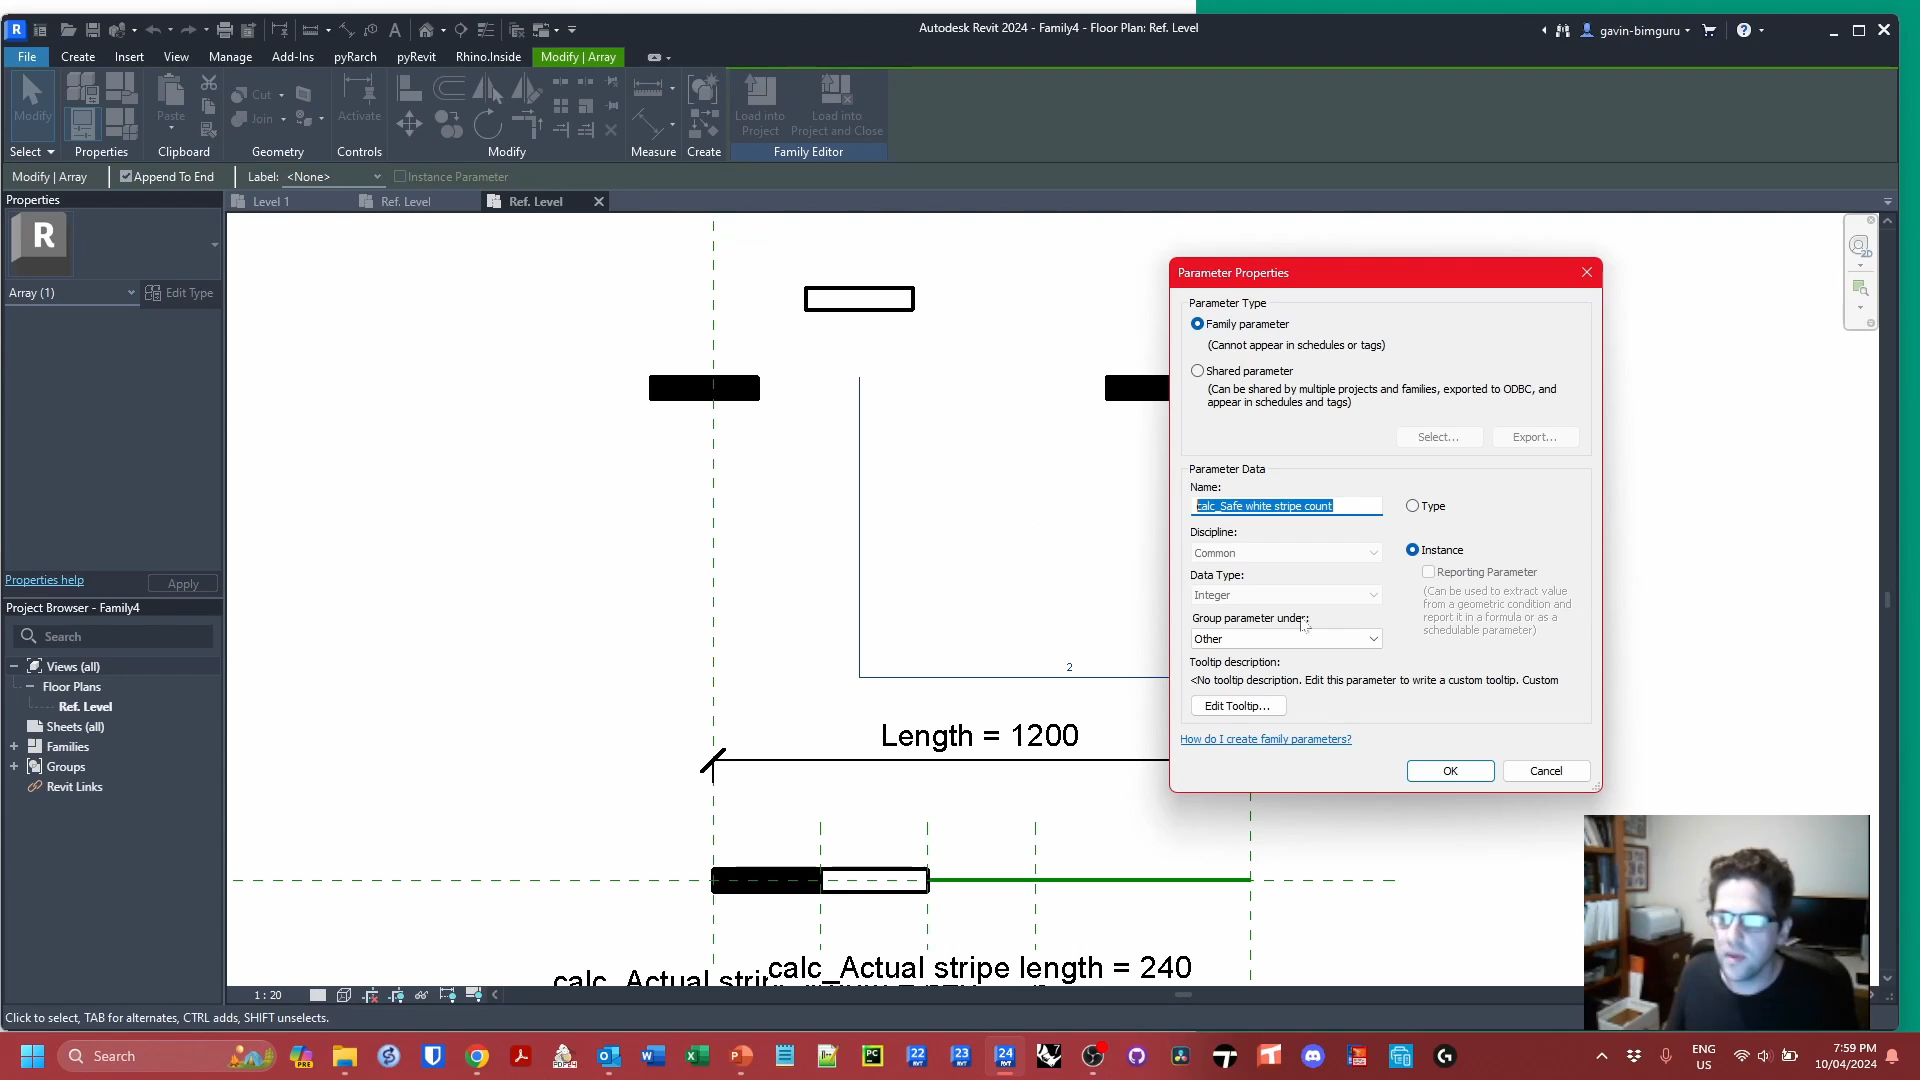 Autodesk Revit 2024 - Family4 - Floor Plan: Ref. Level
gavin-bimguru
File
Create
Insert
View
Manage
Add-Ins
pyRarch
pyRevit
Rhino.Inside
Modify | Array
Modify
Paste
Cut
Join
Activate
Load into
Project
Load into
Project and Close
Select
Properties
Clipboard
Geometry
Controls
Modify
Measure
Create
Family Editor
Modify | Array
Append To End
Label:
<None>
Instance Parameter
Properties
R
Array (1)
Edit Type
Properties help
Apply
Project Browser - Family4
Search
Views (all)
Floor Plans
Ref. Level
Sheets (all)
Families
Groups
Revit Links
Level 1
Ref. Level
Ref. Level
2
Length = 1200
calc_Actual stripe length = 240
2D
Parameter Properties
Parameter Type
Family parameter
(Cannot appear in schedules or tags)
Shared parameter
(Can be shared by multiple projects and families, exported to ODBC, and
appear in schedules and tags)
Select...
Export...
Parameter Data
Name:
calc_Safe white stripe count
Type
Discipline:
Common
Instance
Data Type:
Reporting Parameter
Integer
(Can be used to extract value
from a geometric condition and
report it in a formula or as a
schedulable parameter)
Group parameter under:
Other
Tooltip description:
<No tooltip description. Edit this parameter to write a custom tooltip. Custom
Edit Tooltip...
How do I create family parameters?
OK
Cancel
1 : 20
Click to select, TAB for alternates, CTRL adds, SHIFT unselects.
Search
ENG
US
7:59 PM
10/04/2024